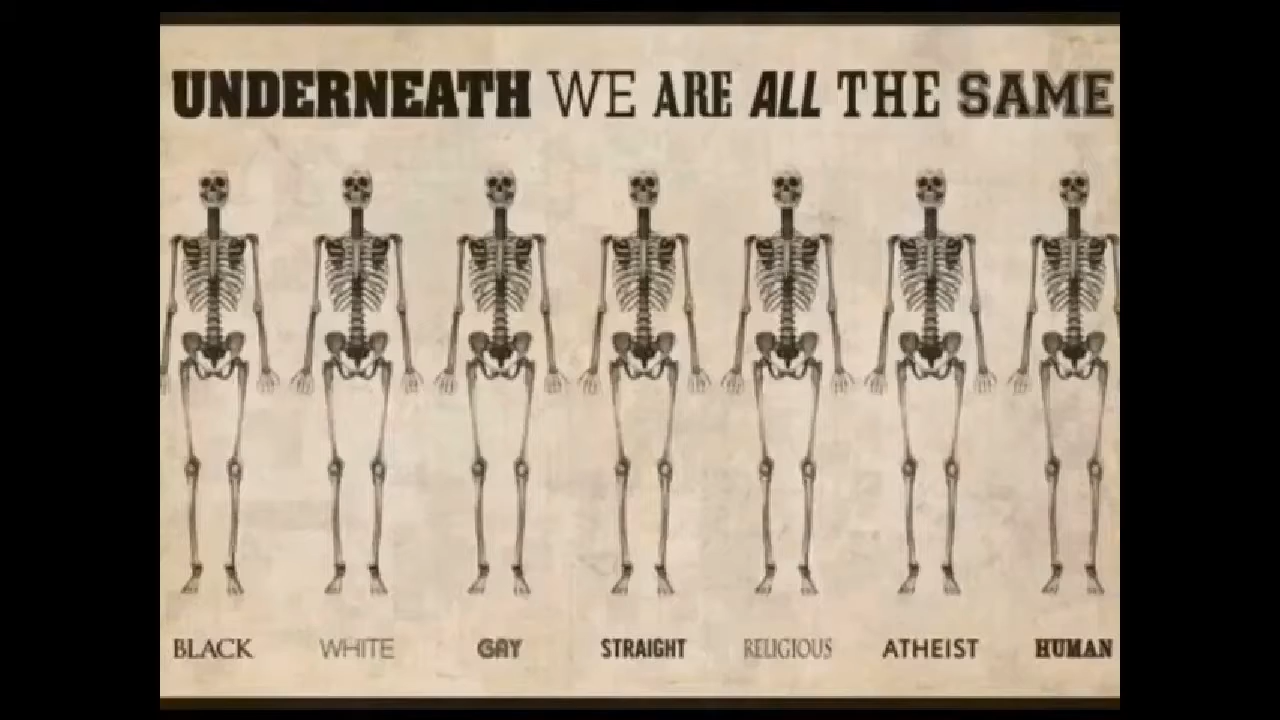 UNDERNEATH WE ARE ALL THE SAME
BLACK WHITE GAY STRAIGHT RELIGIOUS ATHEIST HUMAN